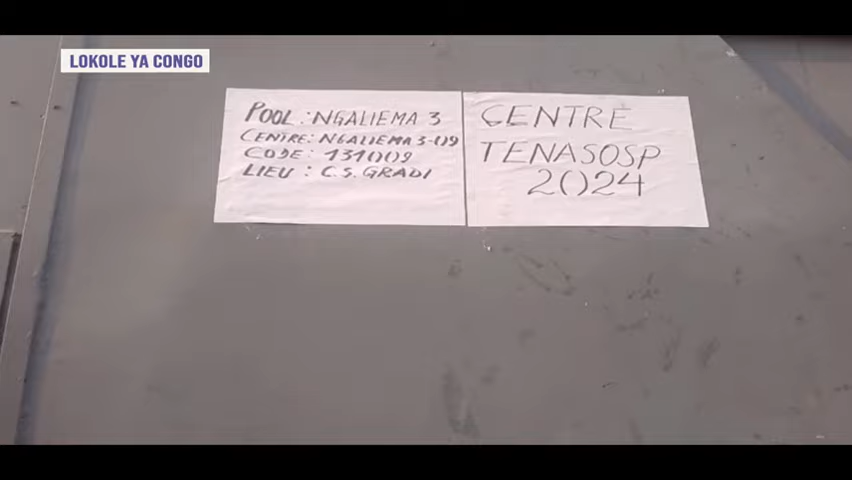 LOKOLE YA CONGO
POOL : NGALIEMA 3
CENTRE: NGALIEMA 3-09
CODE : 131009
LIEU : C.S. GRADI
CENTRE
TENASOSP
2024